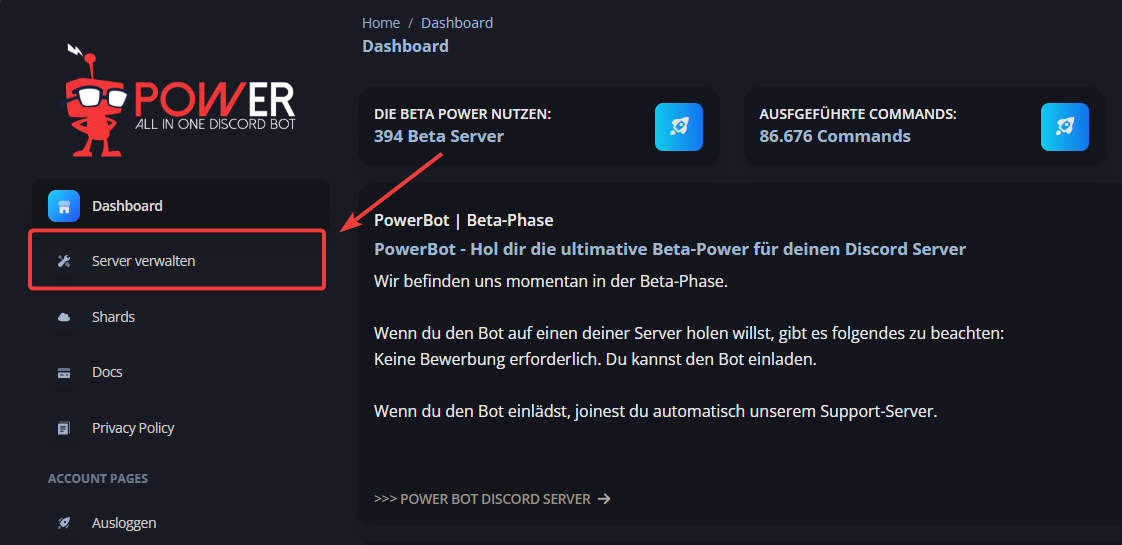 POWER
ALL IN ONE DISCORD BOT
Dashboard
Server verwalten
Shards
Docs
Privacy Policy
ACCOUNT PAGES
Ausloggen
Home / Dashboard
Dashboard
DIE BETA POWER NUTZEN:
394 Beta Server
AUSFGEFÜHRTE COMMANDS:
86.676 Commands
PowerBot | Beta-Phase
PowerBot - Hol dir die ultimative Beta-Power für deinen Discord Server
Wir befinden uns momentan in der Beta-Phase.
Wenn du den Bot auf einen deiner Server holen willst, gibt es folgendes zu beachten:
Keine Bewerbung erforderlich. Du kannst den Bot einladen.
Wenn du den Bot einlädst, joinest du automatisch unserem Support-Server.
>>> POWER BOT DISCORD SERVER →